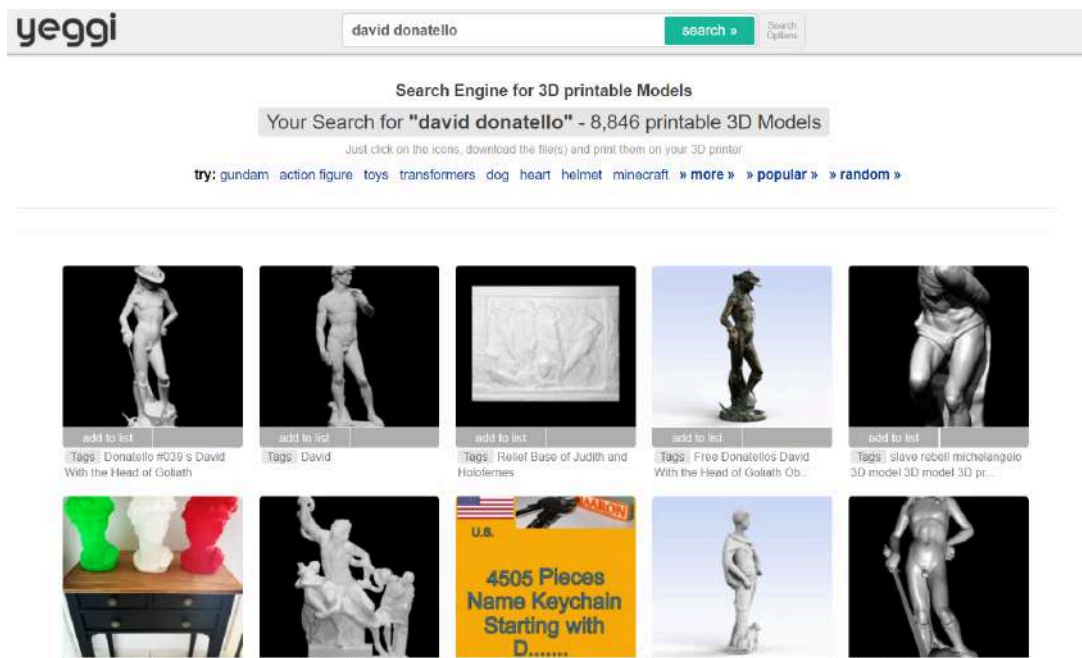 yeggi
david donatello
search »
Search
Options
Search Engine for 3D printable Models
Your Search for "david donatello" - 8,846 printable 3D Models
Just click on the icons, download the file(s) and print them on your 3D printer
try: gundam action figure toys transformers dog heart helmet minecraft » more » » popular » » random »
add to list add to list add to list add to list add to list
Tags Donatello #039 s David
With the Head of Goliath
Tags David
Tags Relief Base of Judith and
Holofernes
Tags Free Donatellos David
With the Head of Goliath Ob...
Tags slave rebell michelangelo
3D model 3D model 3D pr...
U.S.
AARON
4505 Pieces
Name Keychain
Starting with
D.......